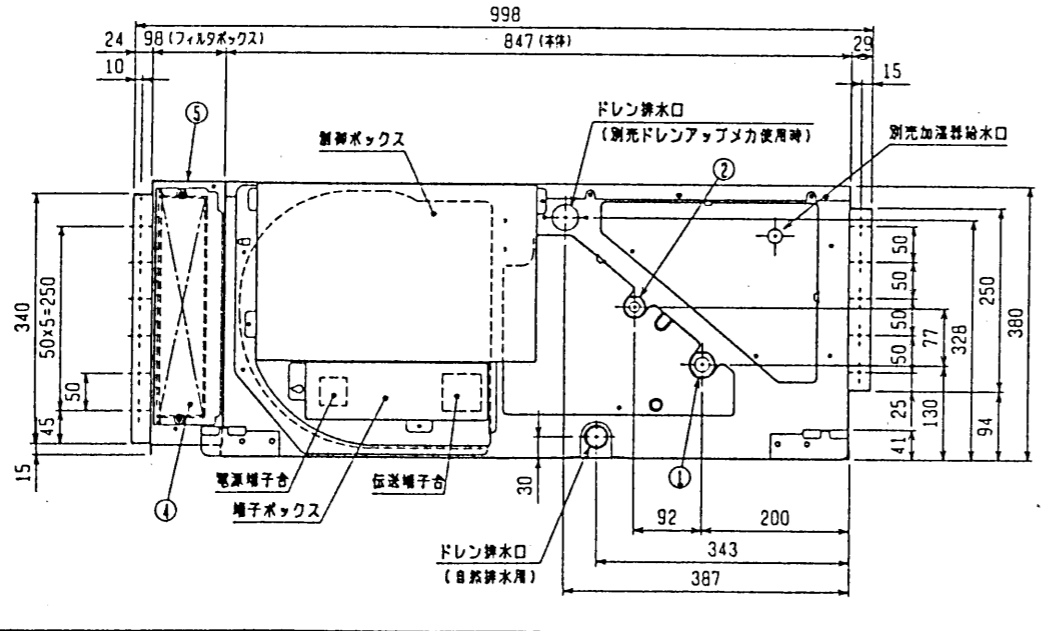 998
24
98(フィルタボックス)
847(本体)
29
10
15
⑤
制御ボックス
ドレン排水口
(別売ドレンアップメカ使用時)
別売加湿器給水口
②
340
50×5=250
50
45
15
50
50
50
50
25
41
77
130
328
250
94
380
④
電源端子台
端子ボックス
伝送端子台
30
①
92
200
ドレン排水口
(自然排水用)
343
387